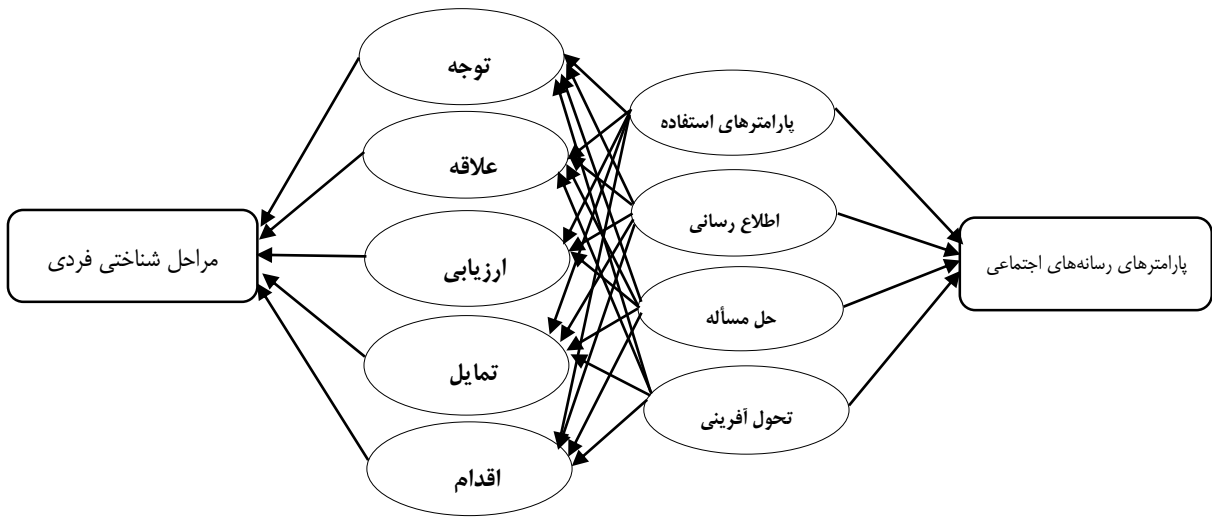 پارامترهای رسانه‌های اجتماعی
پارامترهای استفاده
اطلاع رسانی
حل مسأله
تحول آفرینی
توجه
علاقه
ارزیابی
تمایل
اقدام
مراحل شناختی فردی